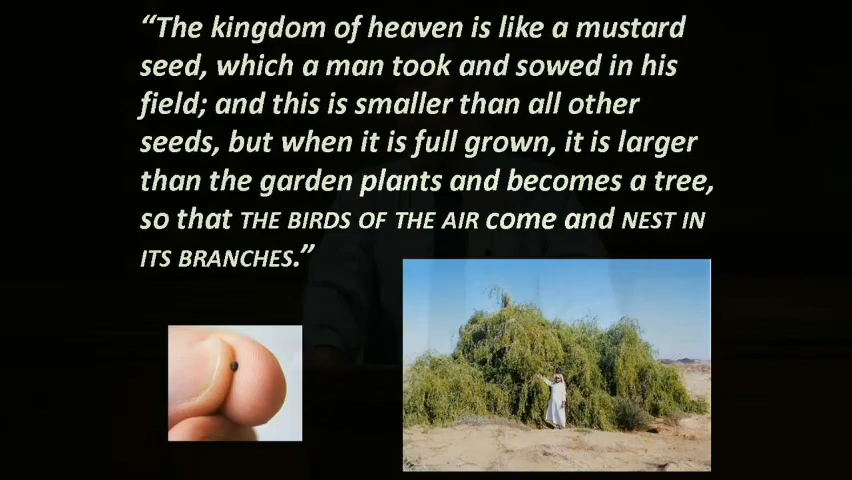 “The kingdom of heaven is like a mustard
seed, which a man took and sowed in his
field; and this is smaller than all other
seeds, but when it is full grown, it is larger
than the garden plants and becomes a tree,
so that THE BIRDS OF THE AIR come and NEST IN
ITS BRANCHES.”